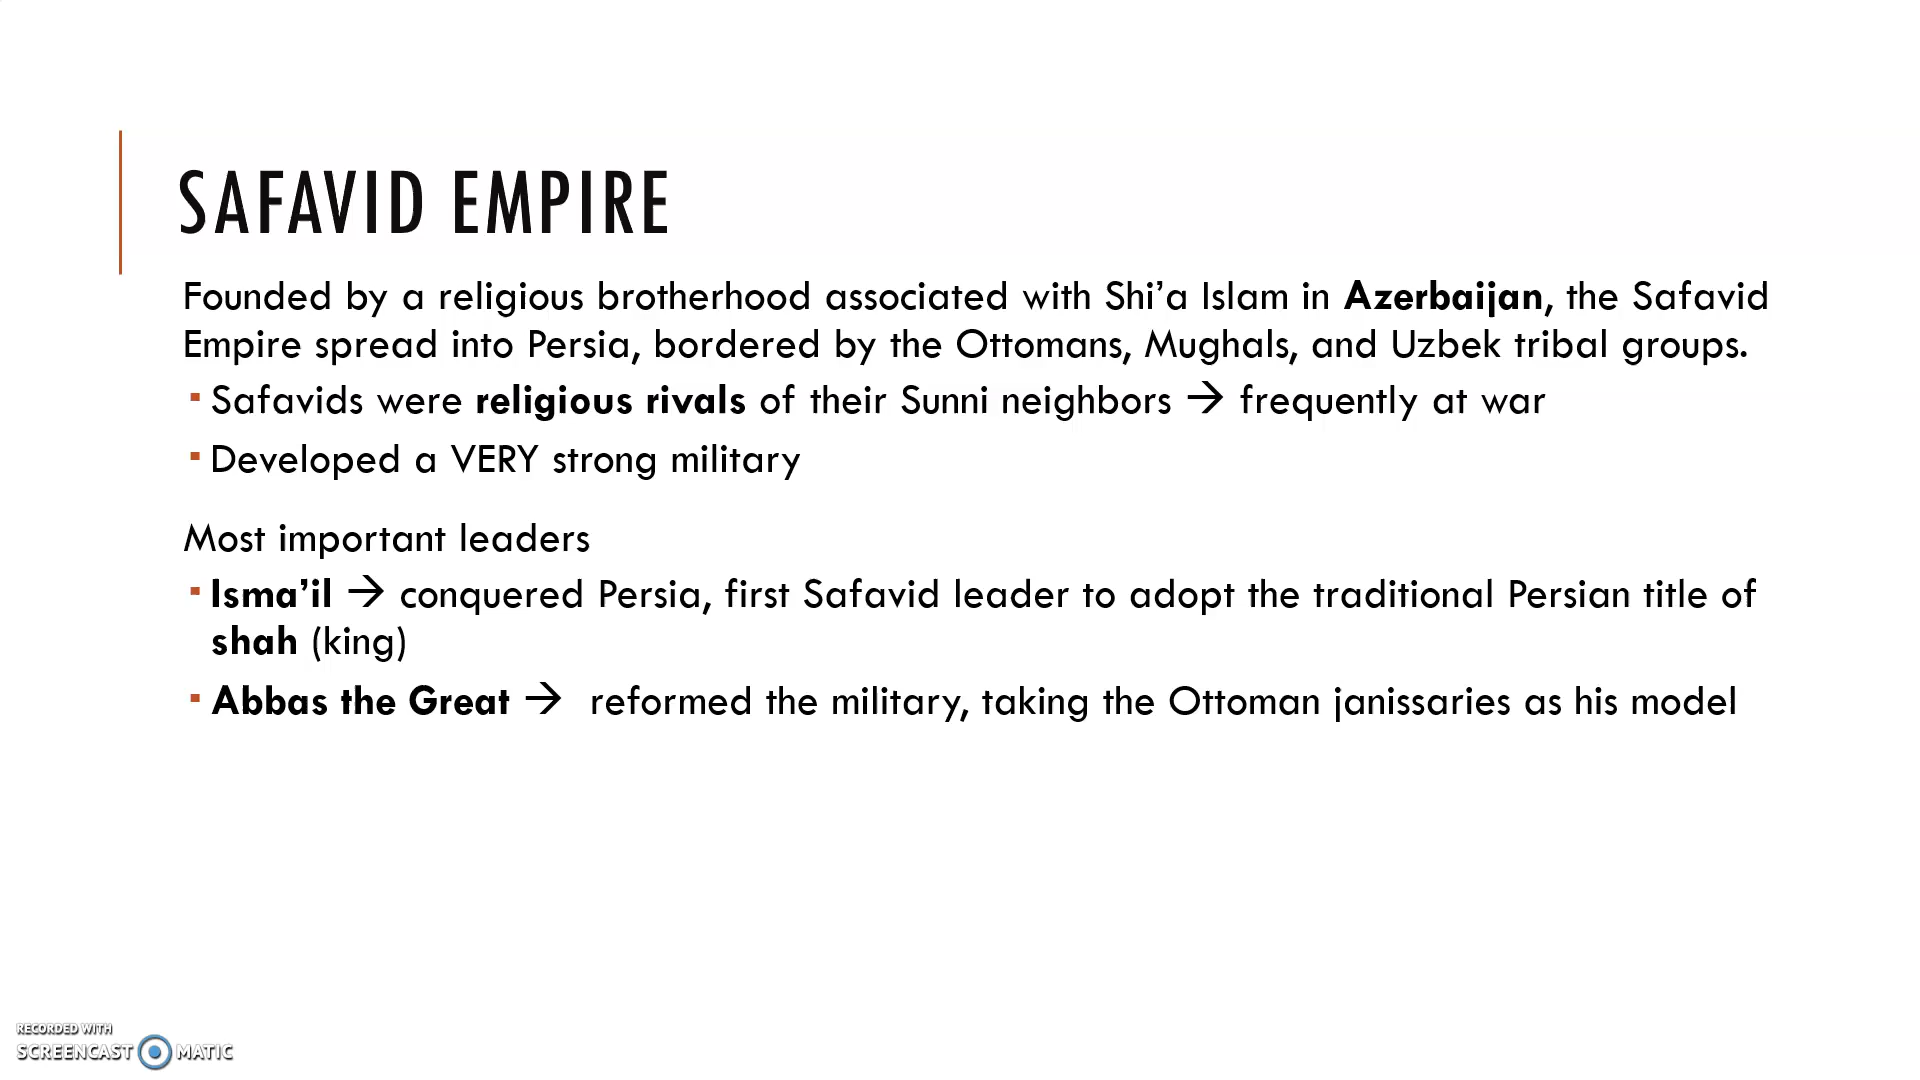 SAFAVID EMPIRE
Founded by a religious brotherhood associated with Shi’a Islam in Azerbaijan, the Safavid
Empire spread into Persia, bordered by the Ottomans, Mughals, and Uzbek tribal groups.
▪ Safavids were religious rivals of their Sunni neighbors → frequently at war
▪ Developed a VERY strong military
Most important leaders
▪ Isma’il → conquered Persia, first Safavid leader to adopt the traditional Persian title of
shah (king)
▪ Abbas the Great → reformed the military, taking the Ottoman janissaries as his model
RECORDED WITH
SCREENCAST MATIC